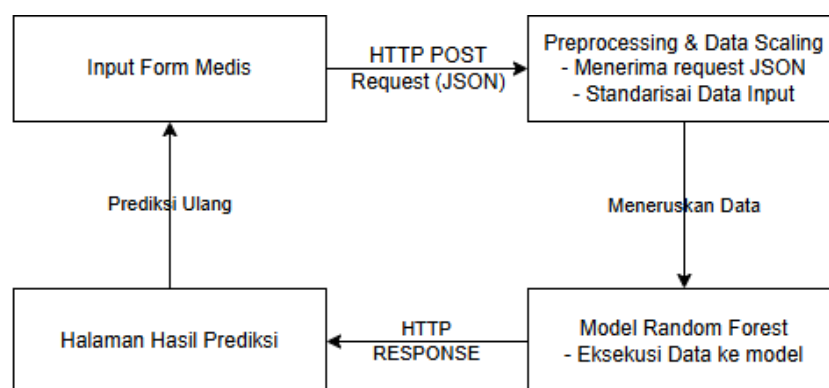 Input Form Medis
HTTP POST
Request (JSON)
Preprocessing & Data Scaling
- Menerima request JSON
- Standarisai Data Input
Prediksi Ulang
Meneruskan Data
Halaman Hasil Prediksi
HTTP
RESPONSE
Model Random Forest
- Eksekusi Data ke model